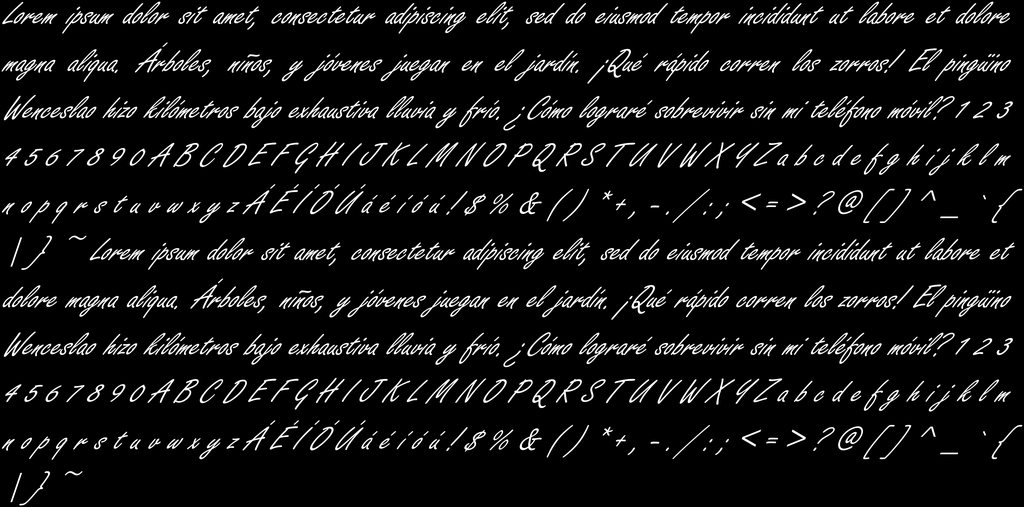 Lorem ipsum dolor sit amet, consectetur adipiscing elit, sed do eiusmod tempor incididunt ut labore et dolore
magna aliqua. Árboles, niños, y jóvenes juegan en el jardín. ¡Qué rápido corren los zorros! El pingüino
Wenceslao hizo kilómetros bajo exhaustiva lluvia y frío. ¿Cómo lograré sobrevivir sin mi teléfono móvil? 1 2 3
4 5 6 7 8 9 0 A B C D E F G H I J K L M N O P Q R S T U V W X Y Z a b c d e f g h i j k l m
n o p q r s t u v w x y z Á É Í Ó Ú á é í ó ú ! $ % & ( ) * + , - . / : ; < = > ? @ [ ] ^ _ ` {
| } ~ Lorem ipsum dolor sit amet, consectetur adipiscing elit, sed do eiusmod tempor incididunt ut labore et
dolore magna aliqua. Árboles, niños, y jóvenes juegan en el jardín. ¡Qué rápido corren los zorros! El pingüino
Wenceslao hizo kilómetros bajo exhaustiva lluvia y frío. ¿Cómo lograré sobrevivir sin mi teléfono móvil? 1 2 3
4 5 6 7 8 9 0 A B C D E F G H I J K L M N O P Q R S T U V W X Y Z a b c d e f g h i j k l m
n o p q r s t u v w x y z Á É Í Ó Ú á é í ó ú ! $ % & ( ) * + , - . / : ; < = > ? @ [ ] ^ _ ` {
| } ~